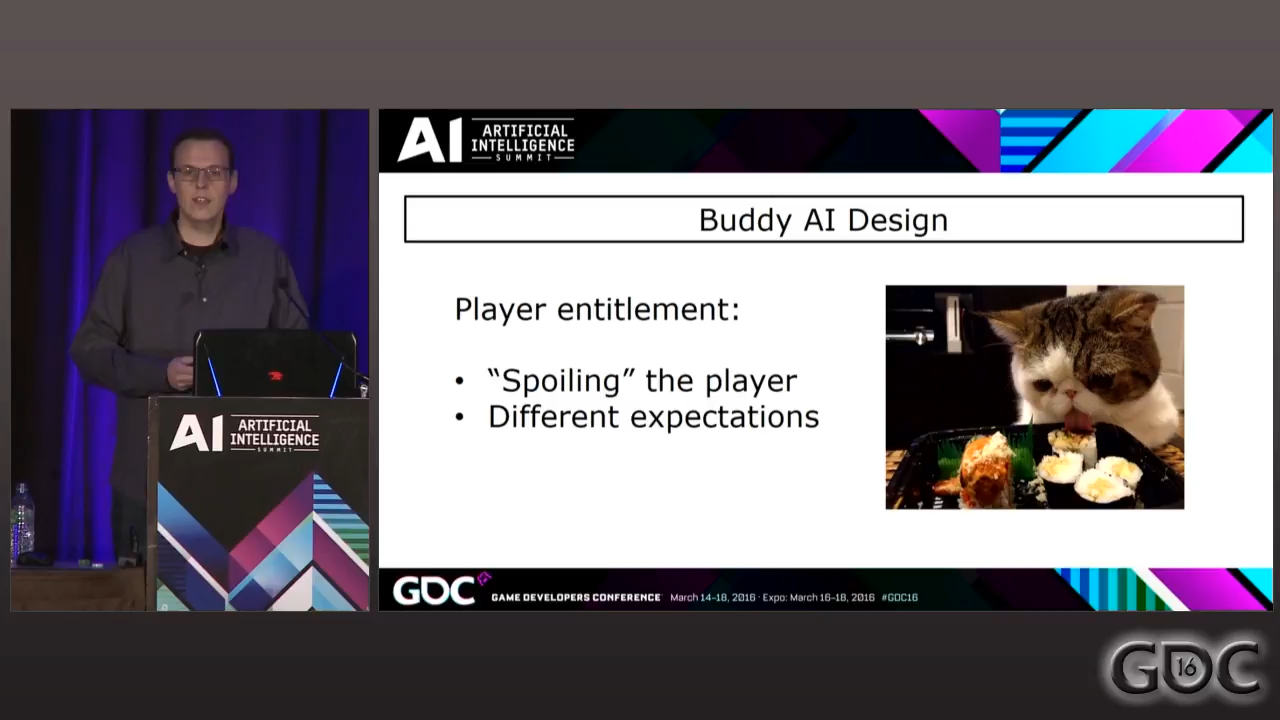 AI ARTIFICIAL
INTELLIGENCE
SUMMIT
Buddy AI Design
Player entitlement:
• “Spoiling” the player
• Different expectations
AI ARTIFICIAL
INTELLIGENCE
SUMMIT
GDC GAME DEVELOPERS CONFERENCE March 14-18, 2016 · Expo: March 16-18, 2016 #GDC16
GDC 16